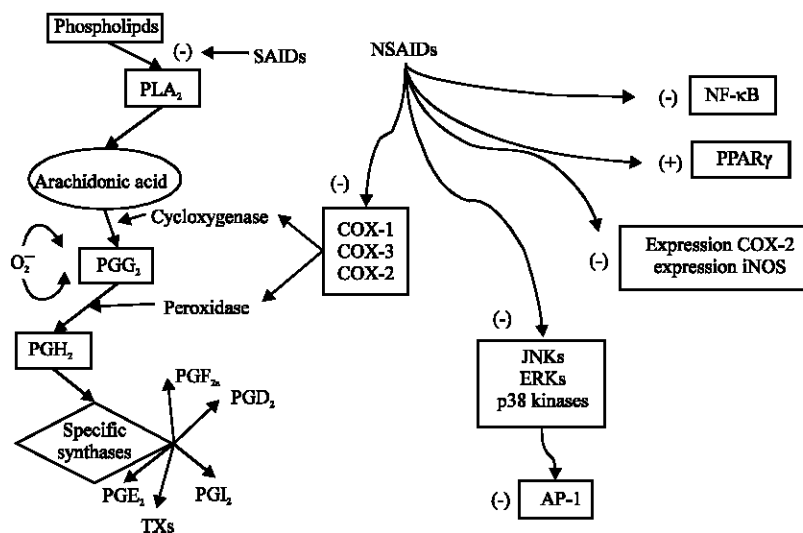 Phospholipds
(-)
SAIDs
PLA₂
Arachidonic acid
Cycloxygenase
O₂⁻
PGG₂
Peroxidase
PGH₂
Specific
synthases
PGF₂ₐ
PGD₂
PGE₂
PGI₂
TXs
NSAIDs
(-)
COX-1
COX-3
COX-2
(-) NF-κB
(+) PPARγ
(-)
Expression COX-2
expression iNOS
(-)
JNKs
ERKs
p38 kinases
(-) AP-1